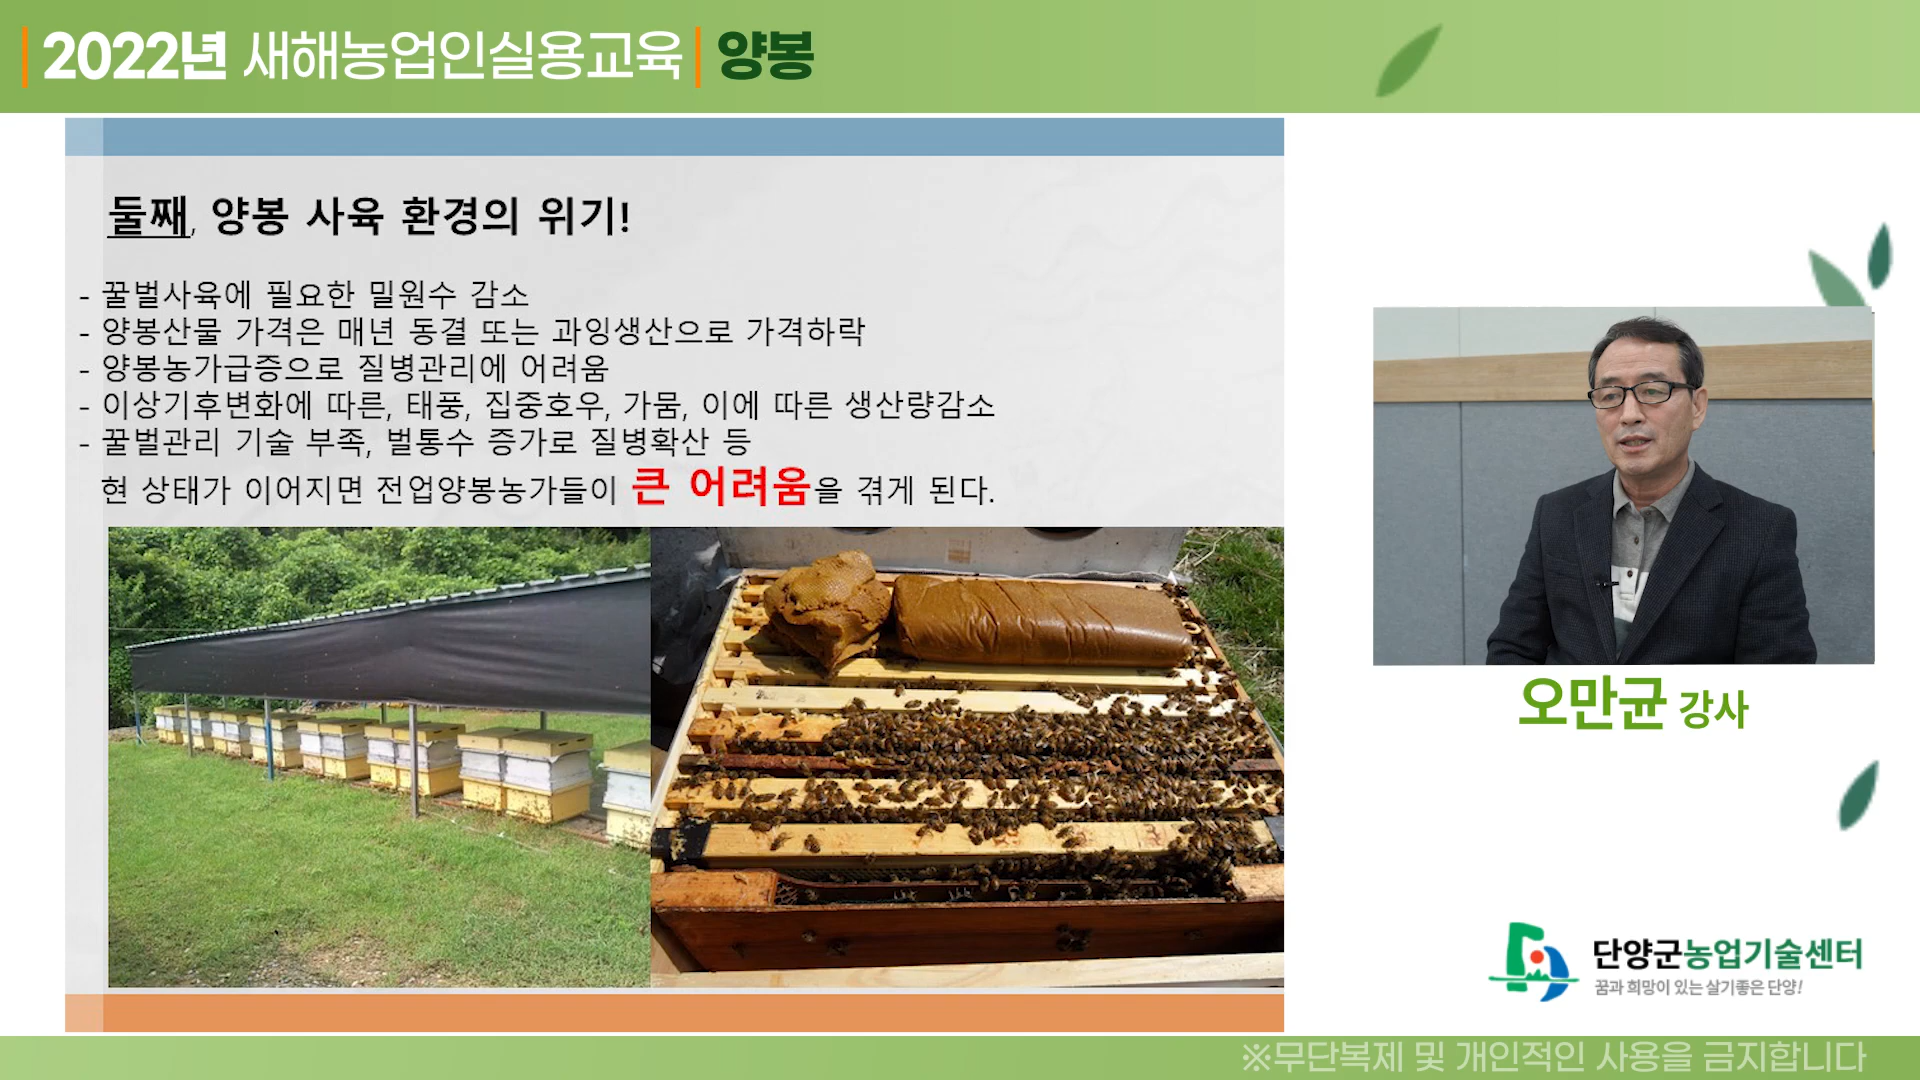 2022년 새해농업인실용교육 양봉
둘째, 양봉 사육 환경의 위기!
- 꿀벌사육에 필요한 밀원수 감소
- 양봉산물 가격은 매년 동결 또는 과잉생산으로 가격하락
- 양봉농가급증으로 질병관리에 어려움
- 이상기후변화에 따른, 태풍, 집중호우, 가뭄, 이에 따른 생산량감소
- 꿀벌관리 기술 부족, 벌통수 증가로 질병확산 등
현 상태가 이어지면 전업양봉농가들이 큰 어려움을 겪게 된다.
오만균 강사
단양군농업기술센터
꿈과 희망이 있는 살기좋은 단양!
※무단복제 및 개인적인 사용을 금지합니다